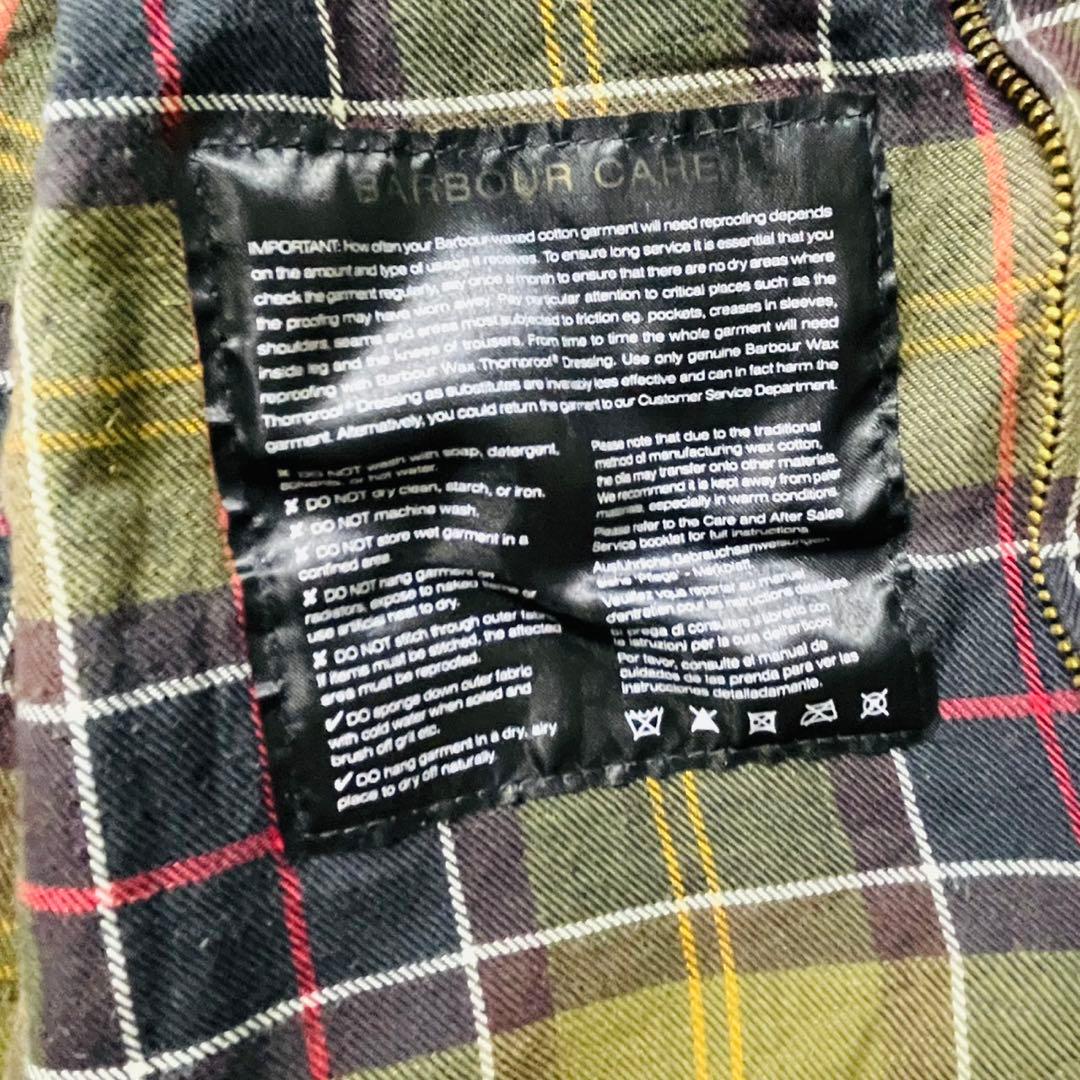 BARBOUR CARE
IMPORTANT: How often your Barbour waxed cotton garment will need reproofing depends
on the amount and type of usage it receives. To ensure long service it is essential that you
check the garment regularly, say once a month to ensure that there are no dry areas where
the proofing may have worn away. Pay particular attention to critical places such as the
shoulders, seams and areas most subjected to friction eg. pockets, creases in sleeves,
inside leg and the knees of trousers. From time to time the whole garment will need
reproofing with Barbour Wax Thornproof® Dressing. Use only genuine Barbour Wax
Thornproof® Dressing as substitutes are invariably less effective and can in fact harm the
garment. Alternatively, you could return the garment to our Customer Service Department.
✘ DO NOT wash with soap, detergent,
solvents, or hot water.
✘ DO NOT dry clean, starch, or iron.
✘ DO NOT machine wash.
✘ DO NOT store wet garment in a
confined area.
✘ DO NOT hang garment on
radiators, expose to naked flame or
use artificial heat to dry.
✘ DO NOT stitch through outer fabric
If items must be stitched, the affected
area must be reproofed.
✔ DO sponge down outer fabric
with cold water when soiled and
brush off grit etc.
✔ DO hang garment in a dry, airy
place to dry off naturally.
Please note that due to the traditional
method of manufacturing wax cotton,
the oils may transfer onto other materials.
We recommend it is kept away from paler
materials, especially in warm conditions.
Please refer to the Care and After Sales
Service booklet for full instructions.
Ausführliche Gebrauchsanweisungen
siehe "Pflege" - Merkblatt.
Veuillez vous reporter au manuel
d'entretien pour les instructions détaillées.
Si prega di consultare il libretto con
le istruzioni per la cura dell'articolo
Por favor, consulte el manual de
cuidados de las prenda para ver las
instrucciones detalladamente.